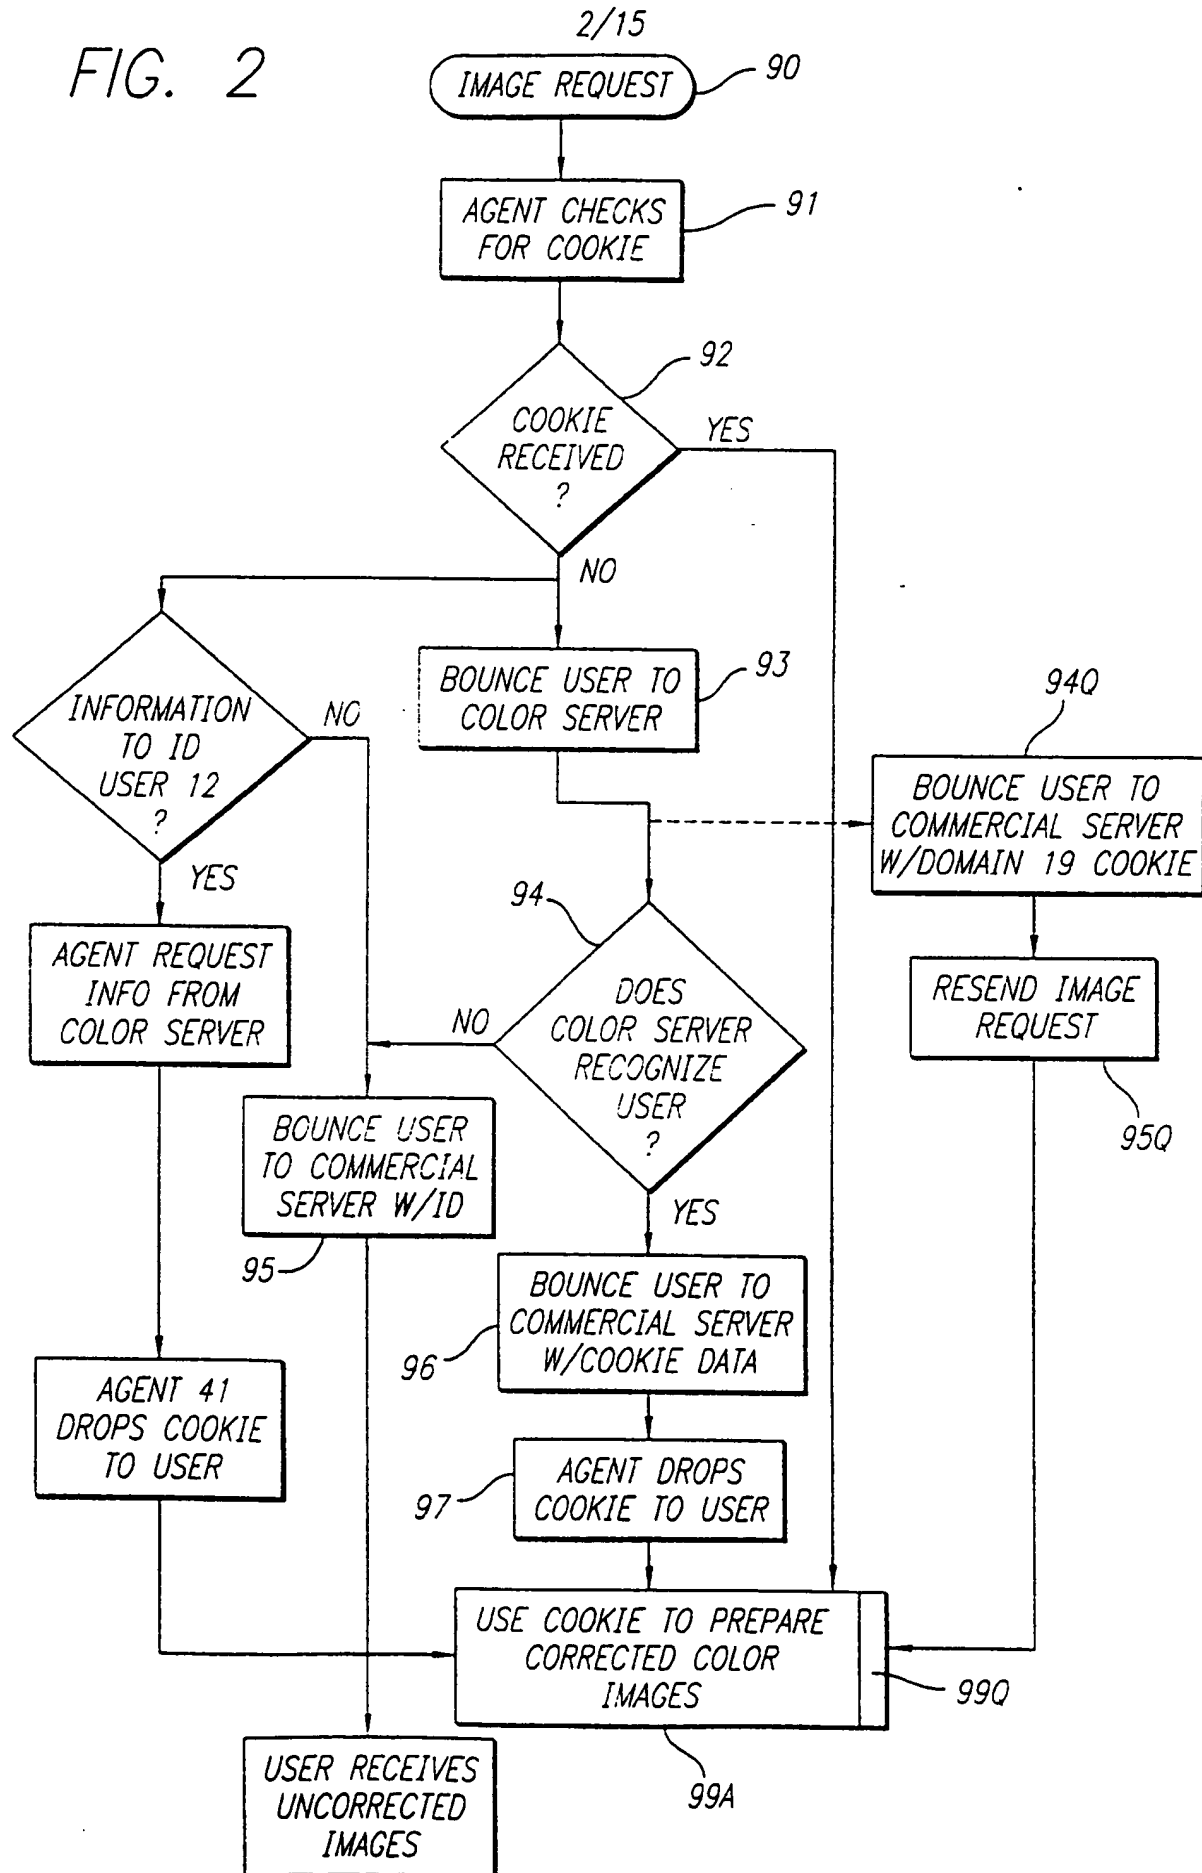 2/15
FIG. 2
IMAGE REQUEST
90
AGENT CHECKS
FOR COOKIE
91
92
COOKIE
RECEIVED
?
YES
NO
INFORMATION
TO ID
USER 12
?
NO
YES
BOUNCE USER TO
COLOR SERVER
93
94Q
BOUNCE USER TO
COMMERCIAL SERVER
W/DOMAIN 19 COOKIE
94
AGENT REQUEST
INFO FROM
COLOR SERVER
DOES
COLOR SERVER
RECOGNIZE
USER
?
NO
YES
RESEND IMAGE
REQUEST
95Q
BOUNCE USER
TO COMMERCIAL
SERVER W/ID
95
BOUNCE USER TO
COMMERCIAL SERVER
W/COOKIE DATA
96
AGENT 41
DROPS COOKIE
TO USER
AGENT DROPS
COOKIE TO USER
97
USE COOKIE TO PREPARE
CORRECTED COLOR
IMAGES
99Q
99A
USER RECEIVES
UNCORRECTED
IMAGES